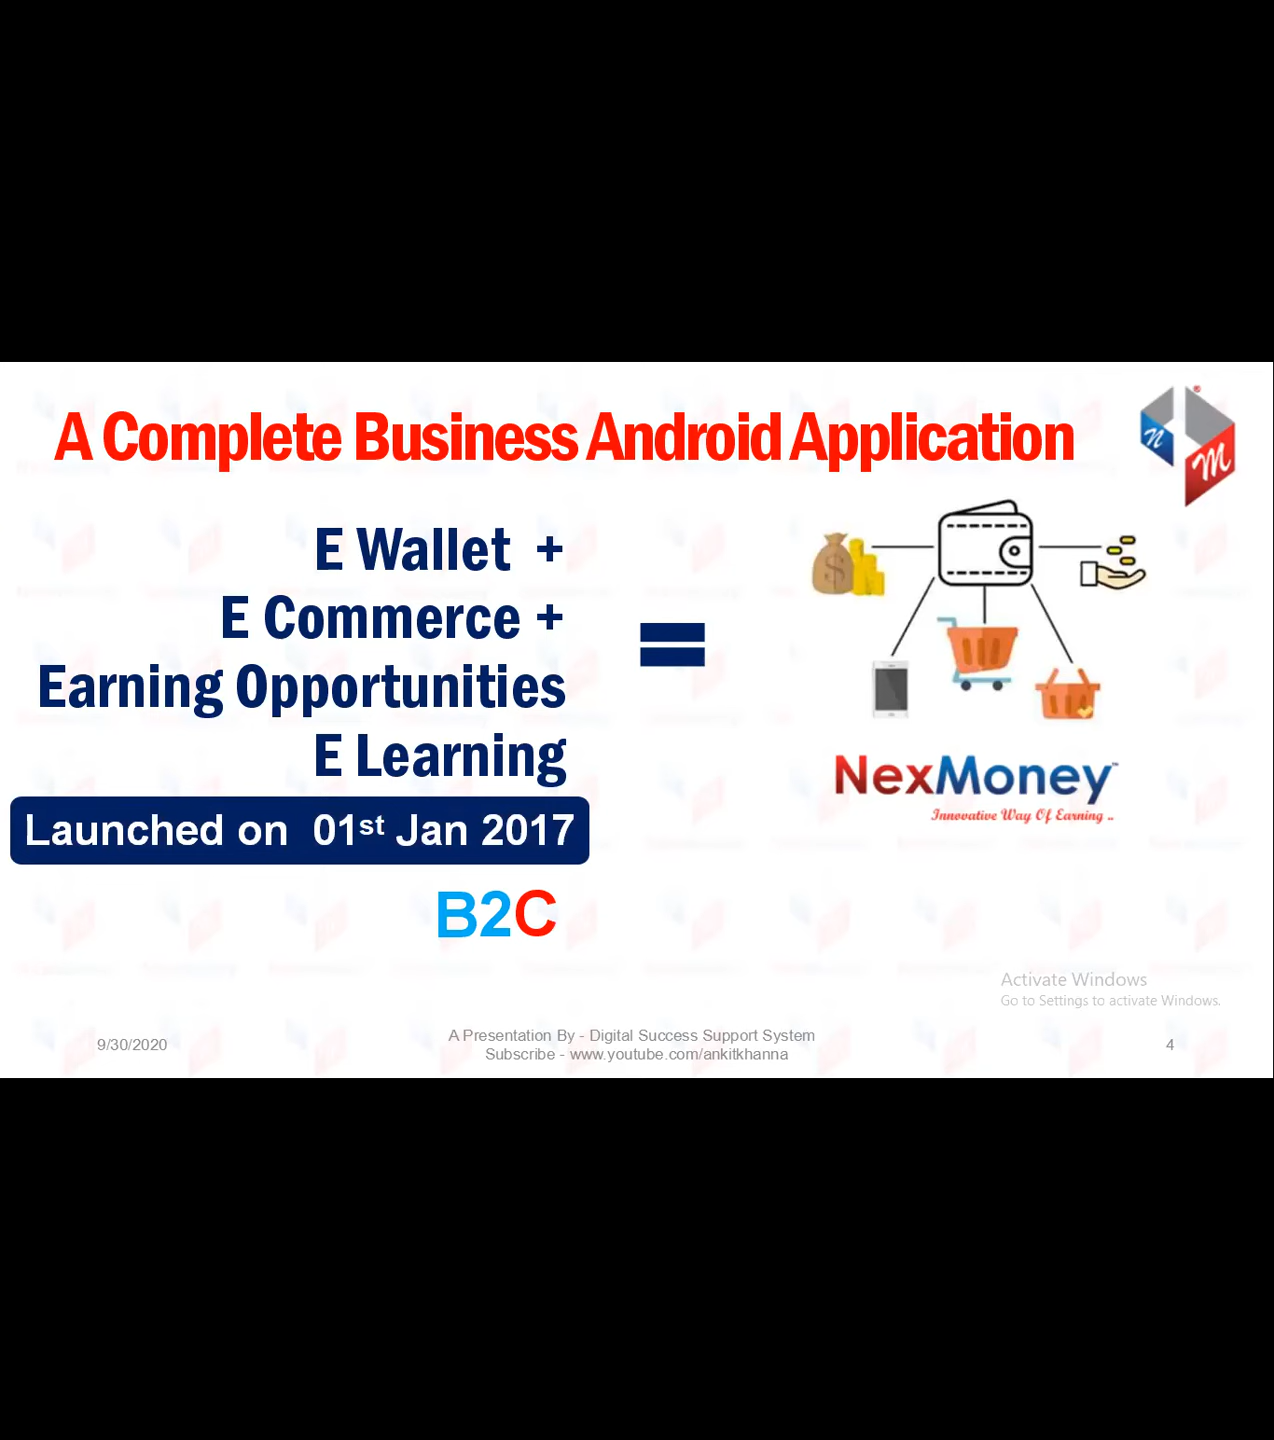 A Complete Business Android Application
n
M
®
E Wallet +
E Commerce +
Earning Opportunities
E Learning
=
Launched on 01st Jan 2017
B2C
$
NexMoney™
Innovative Way Of Earning ..
Activate Windows
Go to Settings to activate Windows.
9/30/2020
A Presentation By - Digital Success Support System
Subscribe - www.youtube.com/ankitkhanna
4